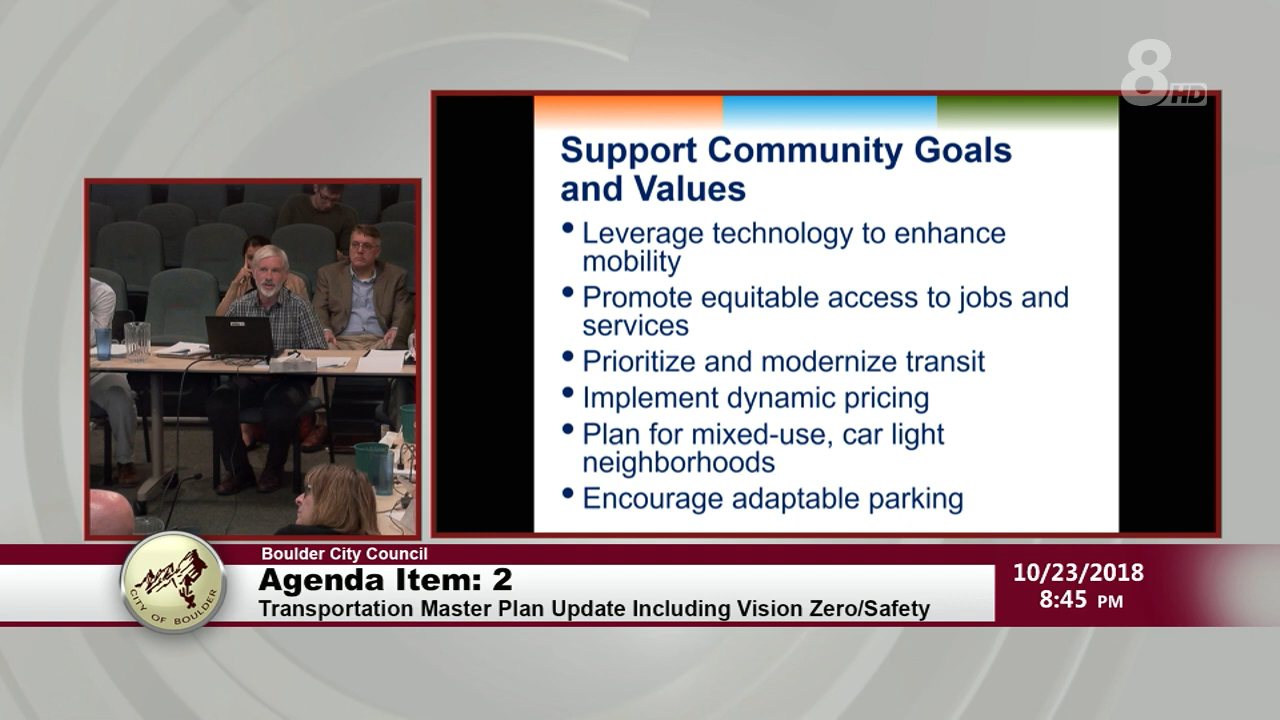 8 HD
Support Community Goals
and Values
• Leverage technology to enhance
mobility
• Promote equitable access to jobs and
services
• Prioritize and modernize transit
• Implement dynamic pricing
• Plan for mixed-use, car light
neighborhoods
• Encourage adaptable parking
Boulder City Council
Agenda Item: 2
Transportation Master Plan Update Including Vision Zero/Safety
CITY OF BOULDER
10/23/2018
8:45 PM